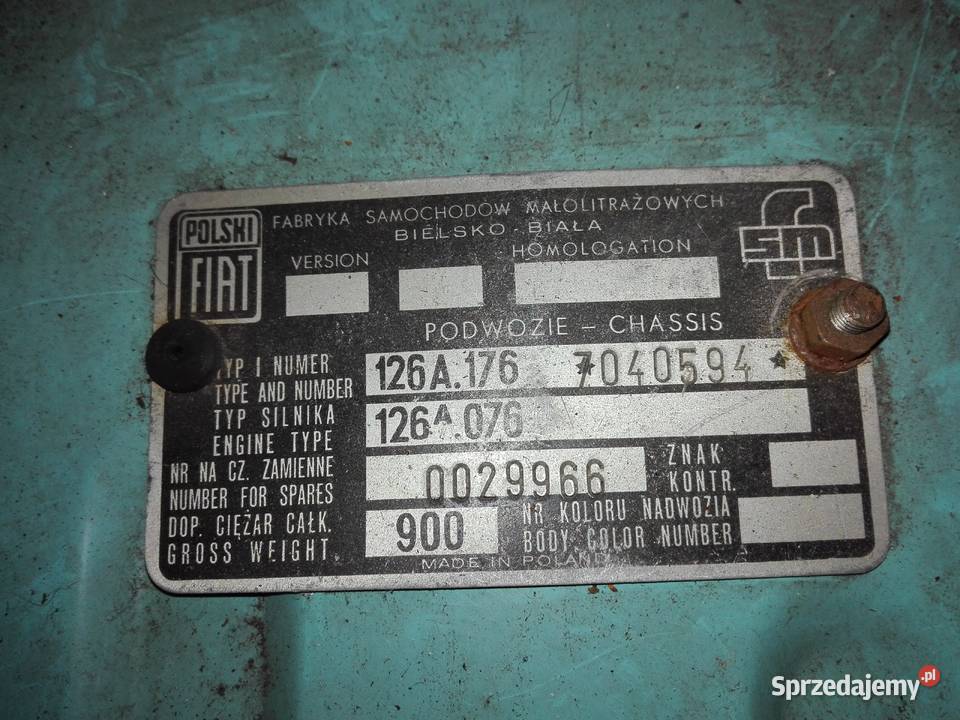 POLSKI
FIAT
FABRYKA SAMOCHODÓW MAŁOLITRAŻOWYCH
BIELSKO-BIAŁA
fsm
VERSION
HOMOLOGATION
PODWOZIE - CHASSIS
TYP I NUMER
TYPE AND NUMBER
126A.176 *7040594*
TYP SILNIKA
ENGINE TYPE
126A.076
NR NA CZ. ZAMIENNE
NUMBER FOR SPARES
0029966
ZNAK
KONTR.
DOP. CIĘŻAR CAŁK.
GROSS WEIGHT
900
NR KOLORU NADWOZIA
BODY COLOR NUMBER
MADE IN POLAND
Sprzedajemy.pl